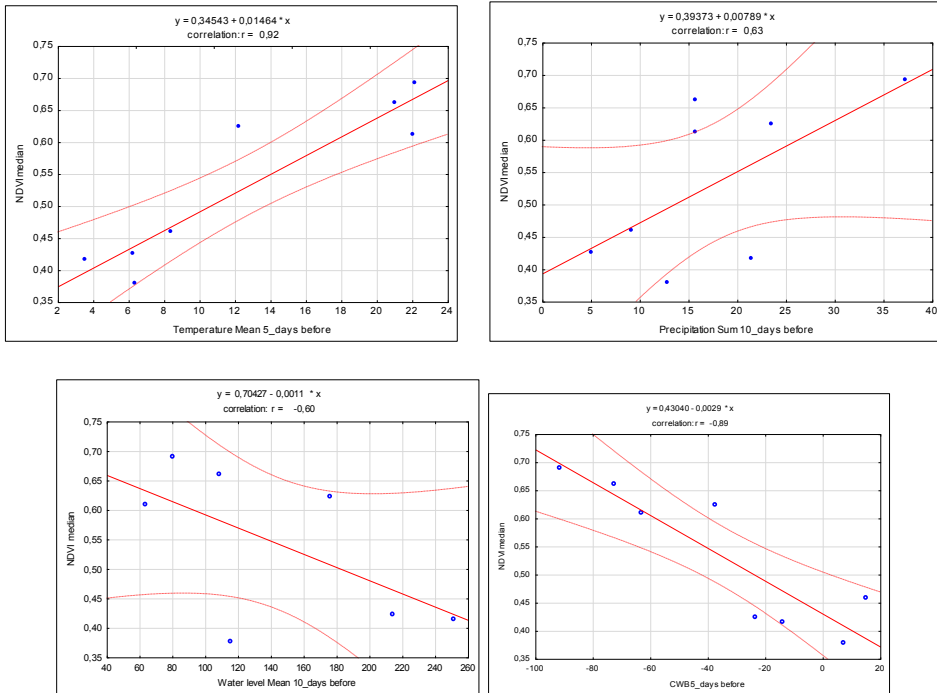 y = 0,34543 + 0,01464 * x
correlation: r = 0,92
0,75
0,70
0,65
0,60
0,55
0,50
0,45
0,40
0,35
NDVI median
2 4 6 8 10 12 14 16 18 20 22 24
Temperature Mean 5_days before
y = 0,39373 + 0,00789 * x
correlation: r = 0,63
0,75
0,70
0,65
0,60
0,55
0,50
0,45
0,40
0,35
NDVI median
0 5 10 15 20 25 30 35 40
Precipitation Sum 10_days before
y = 0,70427 - 0,0011 * x
correlation: r = -0,60
0,75
0,70
0,65
0,60
0,55
0,50
0,45
0,40
0,35
NDVI median
40 60 80 100 120 140 160 180 200 220 240 260
Water level Mean 10_days before
y = 0,43040 - 0,0029 * x
correlation: r = -0,89
0,75
0,70
0,65
0,60
0,55
0,50
0,45
0,40
0,35
NDVI median
-100 -80 -60 -40 -20 0 20
CWB5_days before